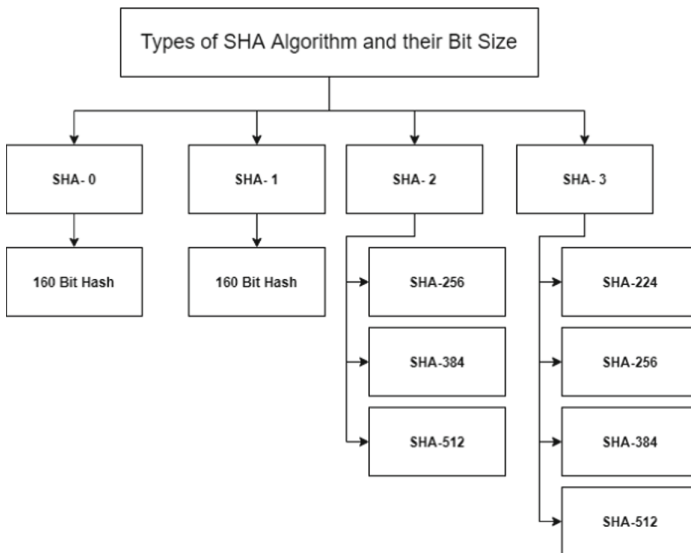 Types of SHA Algorithm and their Bit Size
SHA- 0
SHA- 1
SHA- 2
SHA- 3
160 Bit Hash
160 Bit Hash
SHA-256
SHA-224
SHA-384
SHA-256
SHA-512
SHA-384
SHA-512